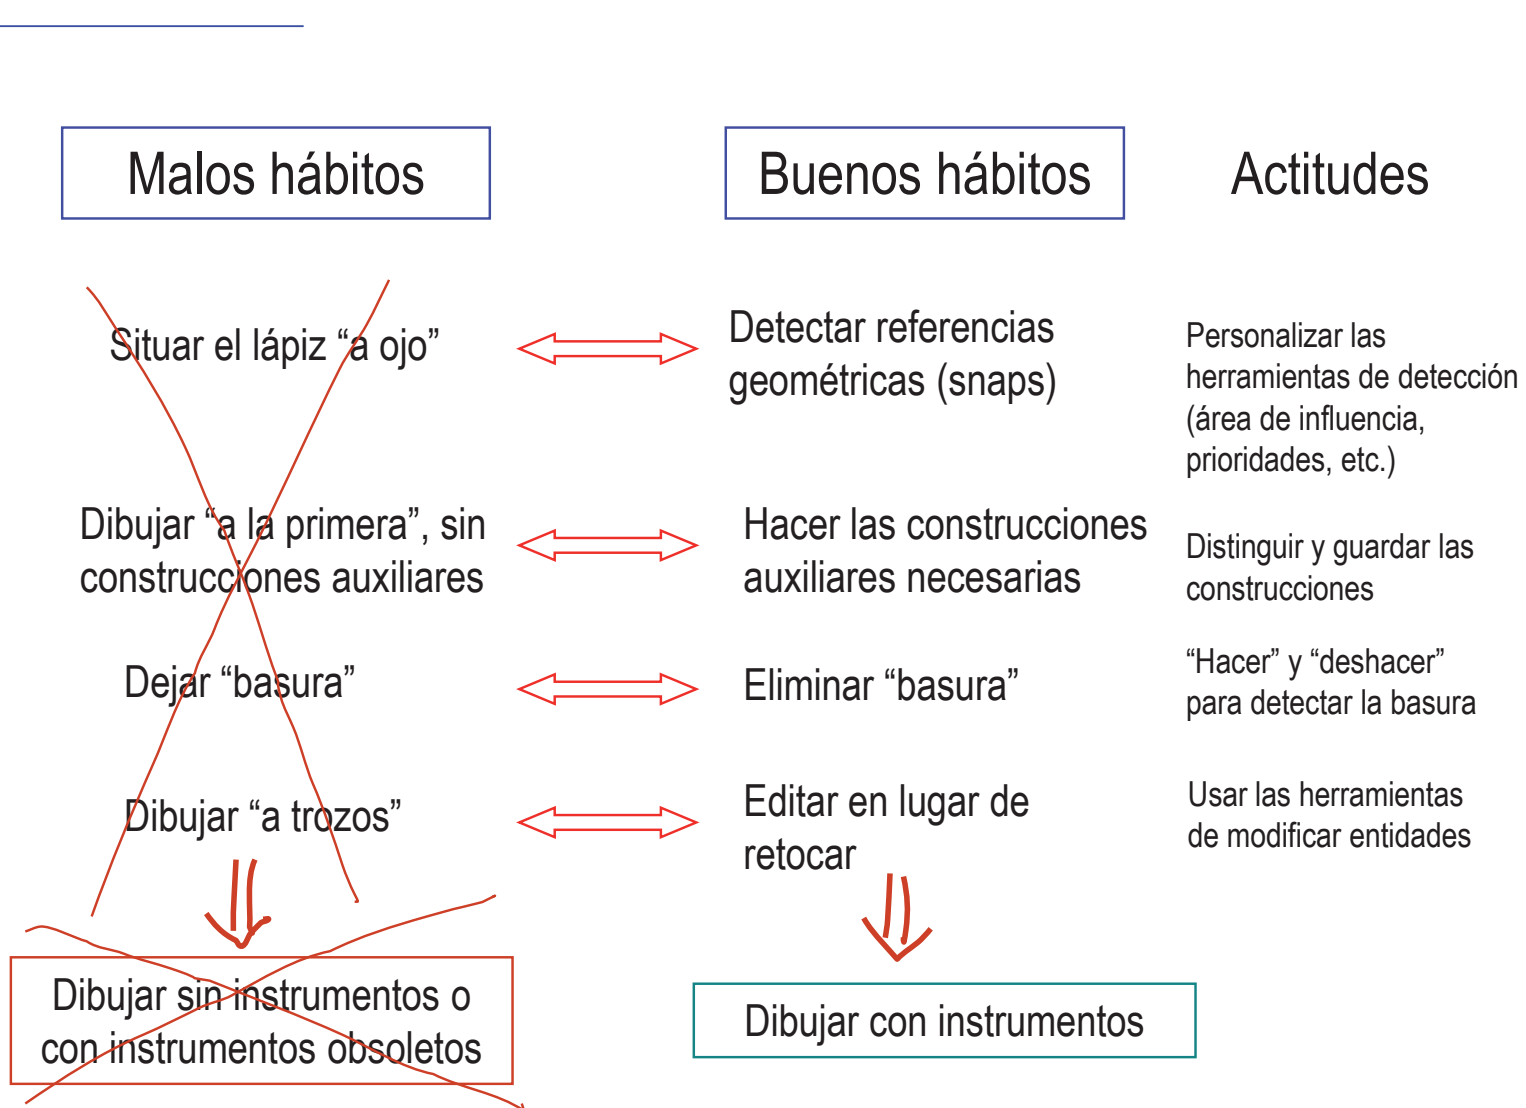 Malos hábitos
Buenos hábitos
Actitudes
Situar el lápiz “a ojo”
Detectar referencias
geométricas (snaps)
Personalizar las
herramientas de detección
(área de influencia,
prioridades, etc.)
Dibujar “a la primera”, sin
construcciones auxiliares
Hacer las construcciones
auxiliares necesarias
Distinguir y guardar las
construcciones
Dejar “basura”
Eliminar “basura”
“Hacer” y “deshacer”
para detectar la basura
Dibujar “a trozos”
Editar en lugar de
retocar
Usar las herramientas
de modificar entidades
Dibujar sin instrumentos o
con instrumentos obsoletos
Dibujar con instrumentos